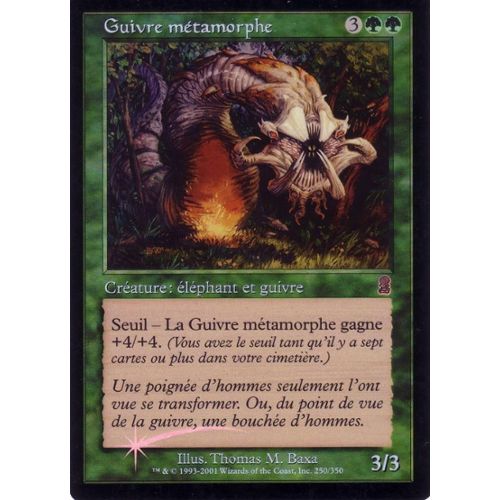 Guivre métamorphe 3
Créature : éléphant et guivre
Seuil – La Guivre métamorphe gagne
+4/+4. (Vous avez le seuil tant qu'il y a sept
cartes ou plus dans votre cimetière.)
Une poignée d'hommes seulement l'ont
vue se transformer. Ou, du point de vue
de la guivre, une bouchée d'hommes.
Illus. Thomas M. Baxa
™ & © 1993-2001 Wizards of the Coast, Inc. 250/350
3/3